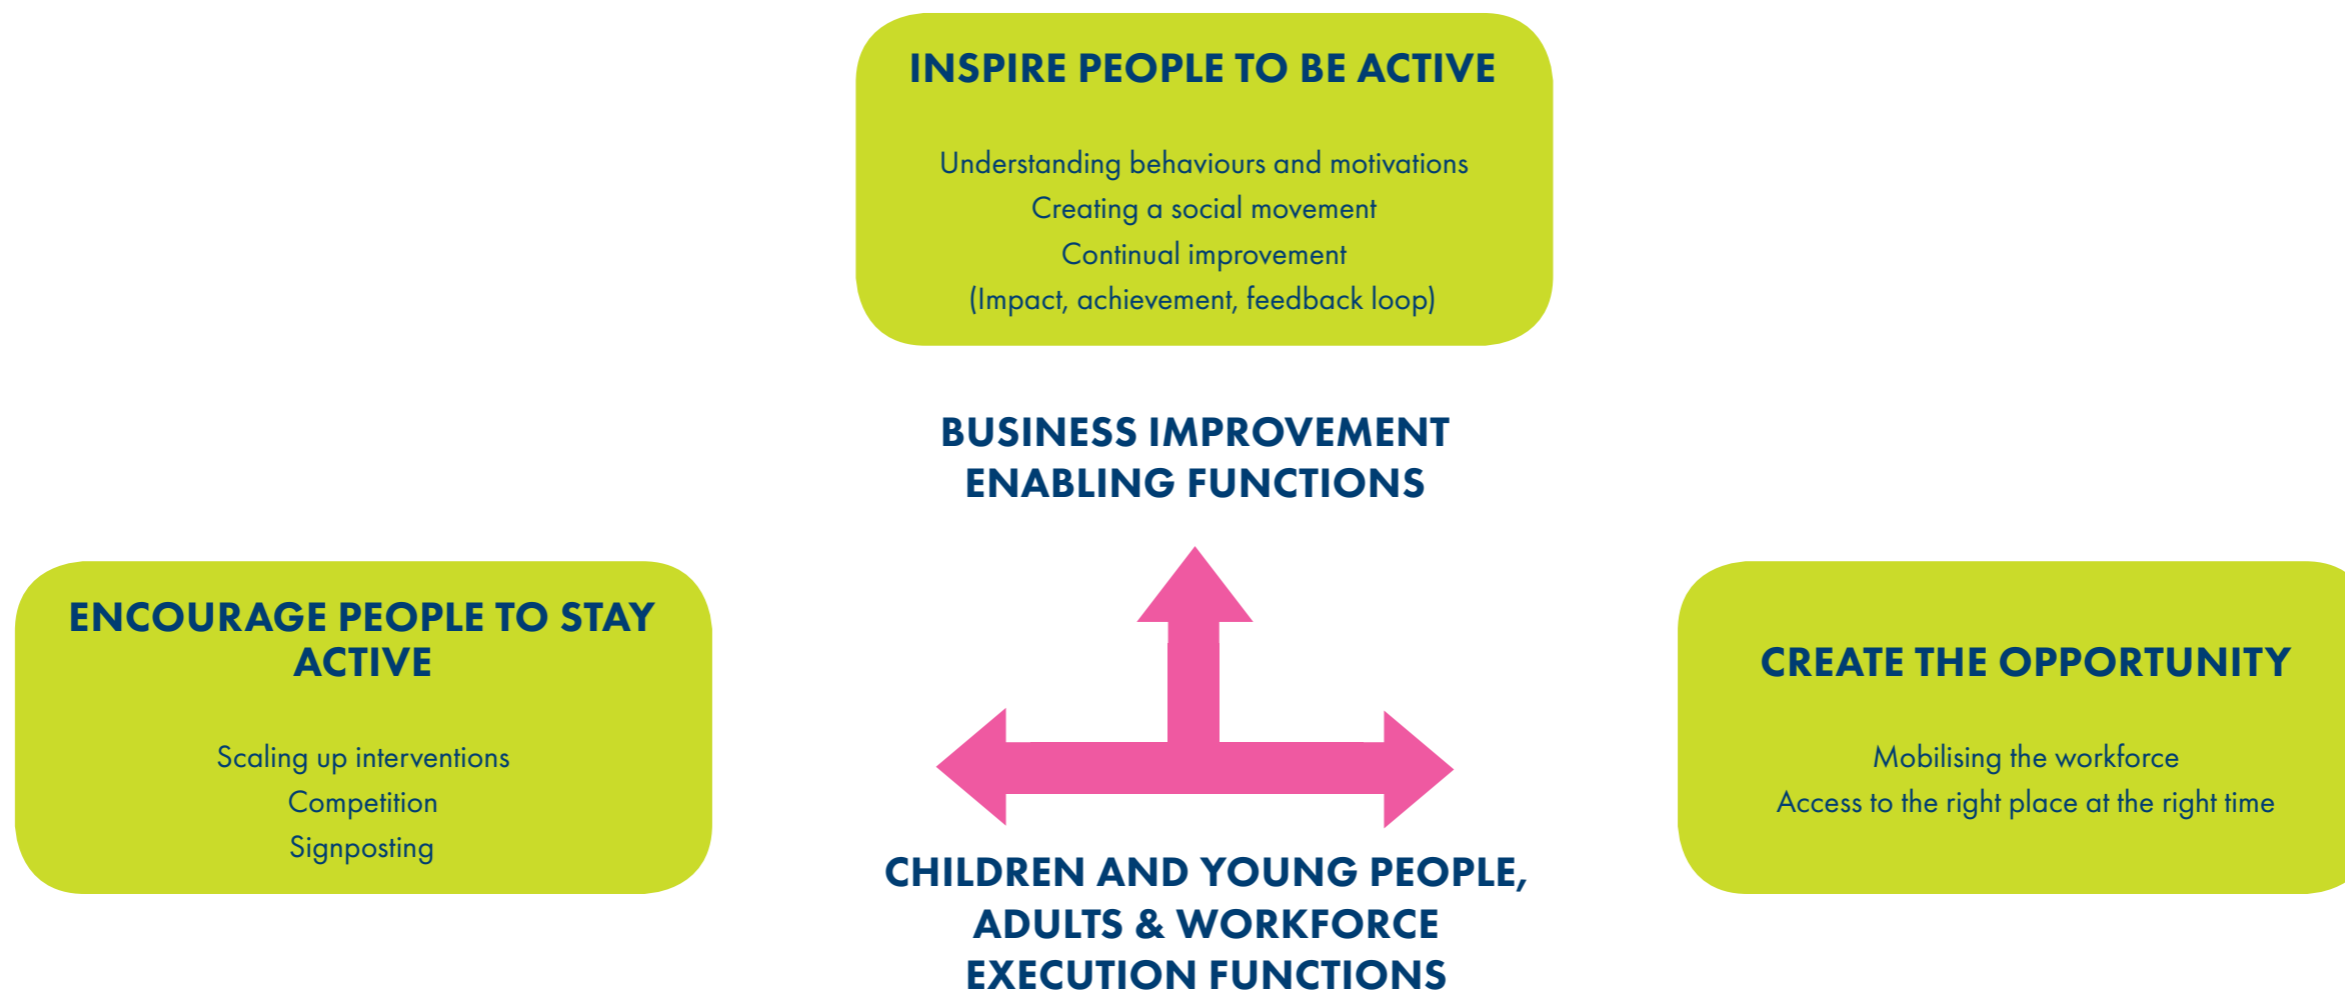 INSPIRE PEOPLE TO BE ACTIVE
Understanding behaviours and motivations
Creating a social movement
Continual improvement
(Impact, achievement, feedback loop)
BUSINESS IMPROVEMENT
ENABLING FUNCTIONS
ENCOURAGE PEOPLE TO STAY
ACTIVE
Scaling up interventions
Competition
Signposting
CREATE THE OPPORTUNITY
Mobilising the workforce
Access to the right place at the right time
CHILDREN AND YOUNG PEOPLE,
ADULTS & WORKFORCE
EXECUTION FUNCTIONS